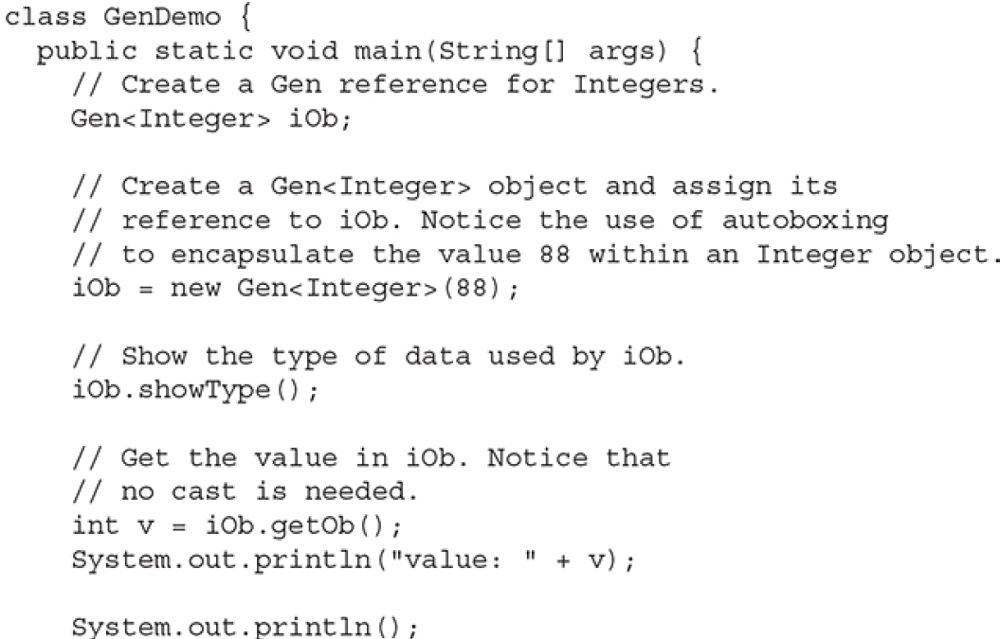 class GenDemo {
  public static void main(String[] args) {
    // Create a Gen reference for Integers.
    Gen<Integer> iOb;

    // Create a Gen<Integer> object and assign its
    // reference to iOb. Notice the use of autoboxing
    // to encapsulate the value 88 within an Integer object.
    iOb = new Gen<Integer>(88);

    // Show the type of data used by iOb.
    iOb.showType();

    // Get the value in iOb. Notice that
    // no cast is needed.
    int v = iOb.getOb();
    System.out.println("value: " + v);

    System.out.println();